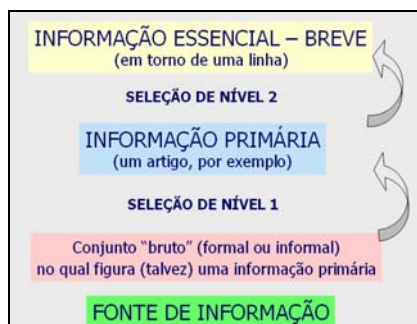 INFORMAÇÃO ESSENCIAL – BREVE
(em torno de uma linha)
SELEÇÃO DE NÍVEL 2
INFORMAÇÃO PRIMÁRIA
(um artigo, por exemplo)
SELEÇÃO DE NÍVEL 1
Conjunto “bruto” (formal ou informal)
no qual figura (talvez) uma informação primária
FONTE DE INFORMAÇÃO